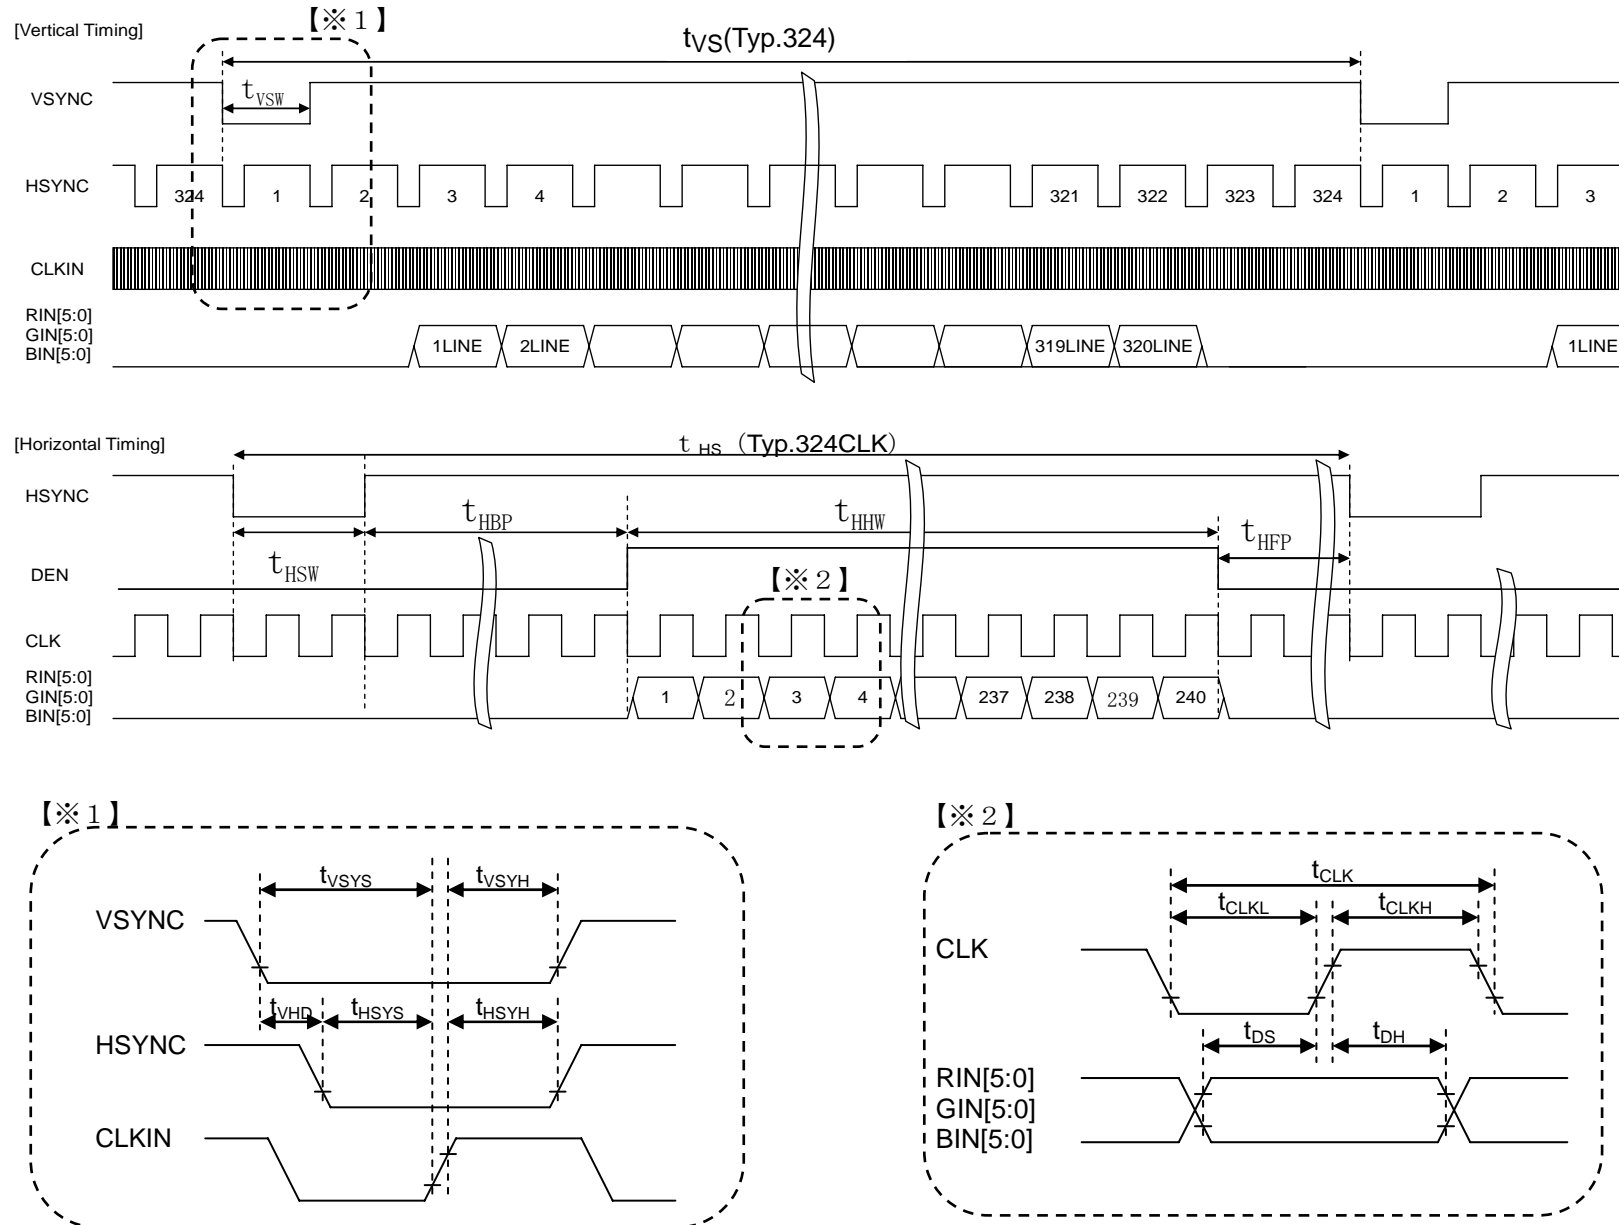 【※1】
[Vertical Timing]
tVS(Typ.324)
tVSW
VSYNC
HSYNC
324 1 2 3 4 321 322 323 324 1 2 3
CLKIN
RIN[5:0]
GIN[5:0]
BIN[5:0]
1LINE 2LINE 319LINE 320LINE 1LINE
[Horizontal Timing]
t HS (Typ.324CLK)
HSYNC
tHBP tHHW tHFP
tHSW
DEN
【※2】
CLK
RIN[5:0]
GIN[5:0]
BIN[5:0]
1 2 3 4 237 238 239 240
【※1】
tVSYS tVSYH
VSYNC
tVHD tHSYS tHSYH
HSYNC
CLKIN
【※2】
tCLK
tCLKL tCLKH
CLK
tDS tDH
RIN[5:0]
GIN[5:0]
BIN[5:0]